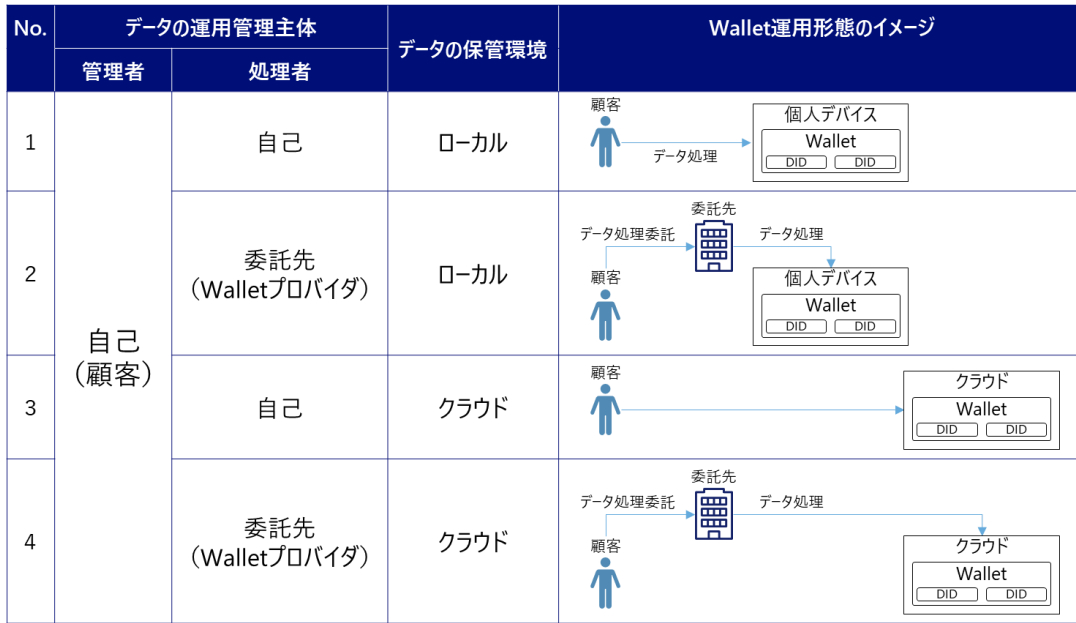 No.
データの運用管理主体
データの保管環境
Wallet運用形態のイメージ
管理者
処理者
自己
（顧客）
1
自己
ローカル
顧客
データ処理
個人デバイス
Wallet
DID DID
2
委託先
（Walletプロバイダ）
ローカル
委託先
データ処理委託
データ処理
顧客
個人デバイス
Wallet
DID DID
3
自己
クラウド
顧客
クラウド
Wallet
DID DID
4
委託先
（Walletプロバイダ）
クラウド
委託先
データ処理委託
データ処理
顧客
クラウド
Wallet
DID DID